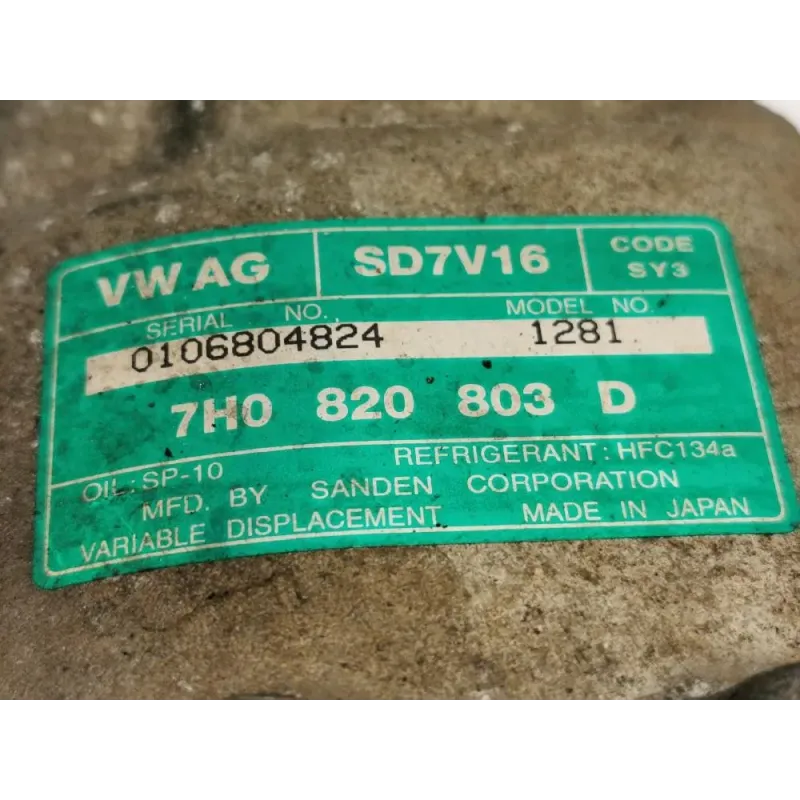 VW AG SD7V16 CODE SY3
SERIAL NO. MODEL NO.
0106804824 1281
7H0 820 803 D
OIL: SP-10 REFRIGERANT: HFC134a
MFD. BY SANDEN CORPORATION
VARIABLE DISPLACEMENT MADE IN JAPAN